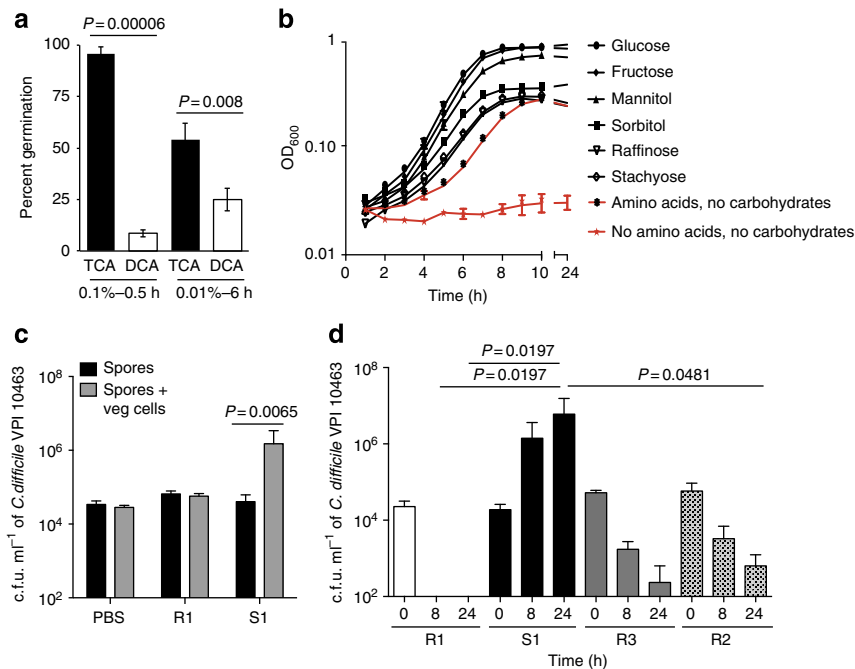 a
P = 0.00006
P = 0.008
100
75
50
25
0
Percent germination
TCA DCA TCA DCA
0.1%–0.5 h 0.01%–6 h
b
1
0.10
0.01
OD600
0 2 4 6 8 10 24
Time (h)
Glucose
Fructose
Mannitol
Sorbitol
Raffinose
Stachyose
Amino acids, no carbohydrates
No amino acids, no carbohydrates
c
Spores
Spores +
veg cells
P = 0.0065
10^8
10^6
10^4
10^2
c.f.u. ml−1 of C.difficile VPI 10463
PBS R1 S1
d
P = 0.0197
P = 0.0197
P = 0.0481
10^8
10^6
10^4
10^2
c.f.u. ml−1 of C.difficile VPI 10463
0 8 24 0 8 24 0 8 24 0 8 24
R1 S1 R3 R2
Time (h)